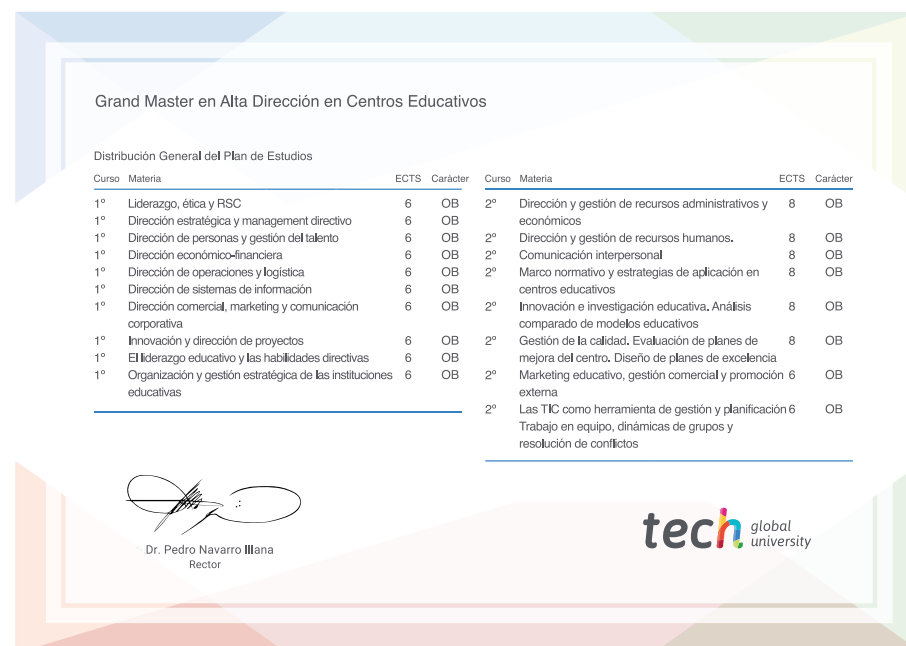 Grand Master en Alta Dirección en Centros Educativos
Distribución General del Plan de Estudios
Curso Materia ECTS Carácter
1º Liderazgo, ética y RSC 6 OB
1º Dirección estratégica y management directivo 6 OB
1º Dirección de personas y gestión del talento 6 OB
1º Dirección económico-financiera 6 OB
1º Dirección de operaciones y logística 6 OB
1º Dirección de sistemas de información 6 OB
1º Dirección comercial, marketing y comunicación 6 OB
corporativa
1º Innovación y dirección de proyectos 6 OB
1º El liderazgo educativo y las habilidades directivas 6 OB
1º Organización y gestión estratégica de las instituciones 6 OB
educativas
Curso Materia ECTS Carácter
2º Dirección y gestión de recursos administrativos y 8 OB
económicos
2º Dirección y gestión de recursos humanos. 8 OB
2º Comunicación interpersonal 8 OB
2º Marco normativo y estrategias de aplicación en 8 OB
centros educativos
2º Innovación e investigación educativa. Análisis 8 OB
comparado de modelos educativos
2º Gestión de la calidad. Evaluación de planes de 8 OB
mejora del centro. Diseño de planes de excelencia
2º Marketing educativo, gestión comercial y promoción 6 OB
externa
2º Las TIC como herramienta de gestión y planificación 6 OB
Trabajo en equipo, dinámicas de grupos y
resolución de conflictos
Dr. Pedro Navarro Illana
Rector
tech global
university